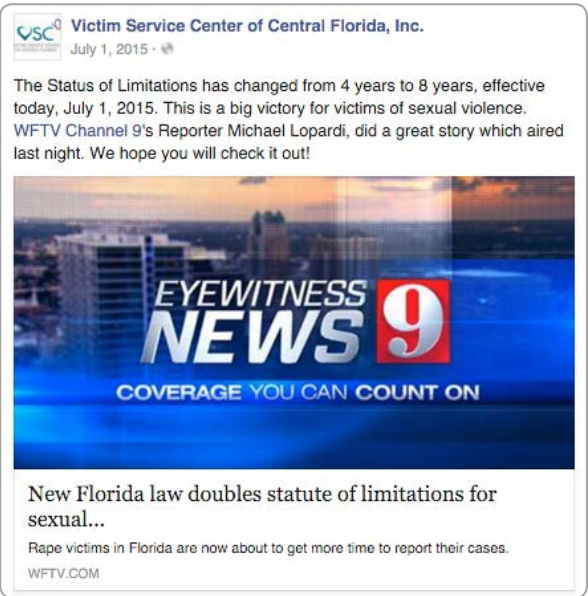 VSC
Victim Service Center of Central Florida, Inc.
July 1, 2015 ·
The Status of Limitations has changed from 4 years to 8 years, effective
today, July 1, 2015. This is a big victory for victims of sexual violence.
WFTV Channel 9's Reporter Michael Lopardi, did a great story which aired
last night. We hope you will check it out!
EYEWITNESS
NEWS 9
COVERAGE YOU CAN COUNT ON
New Florida law doubles statute of limitations for
sexual...
Rape victims in Florida are now about to get more time to report their cases.
WFTV.COM